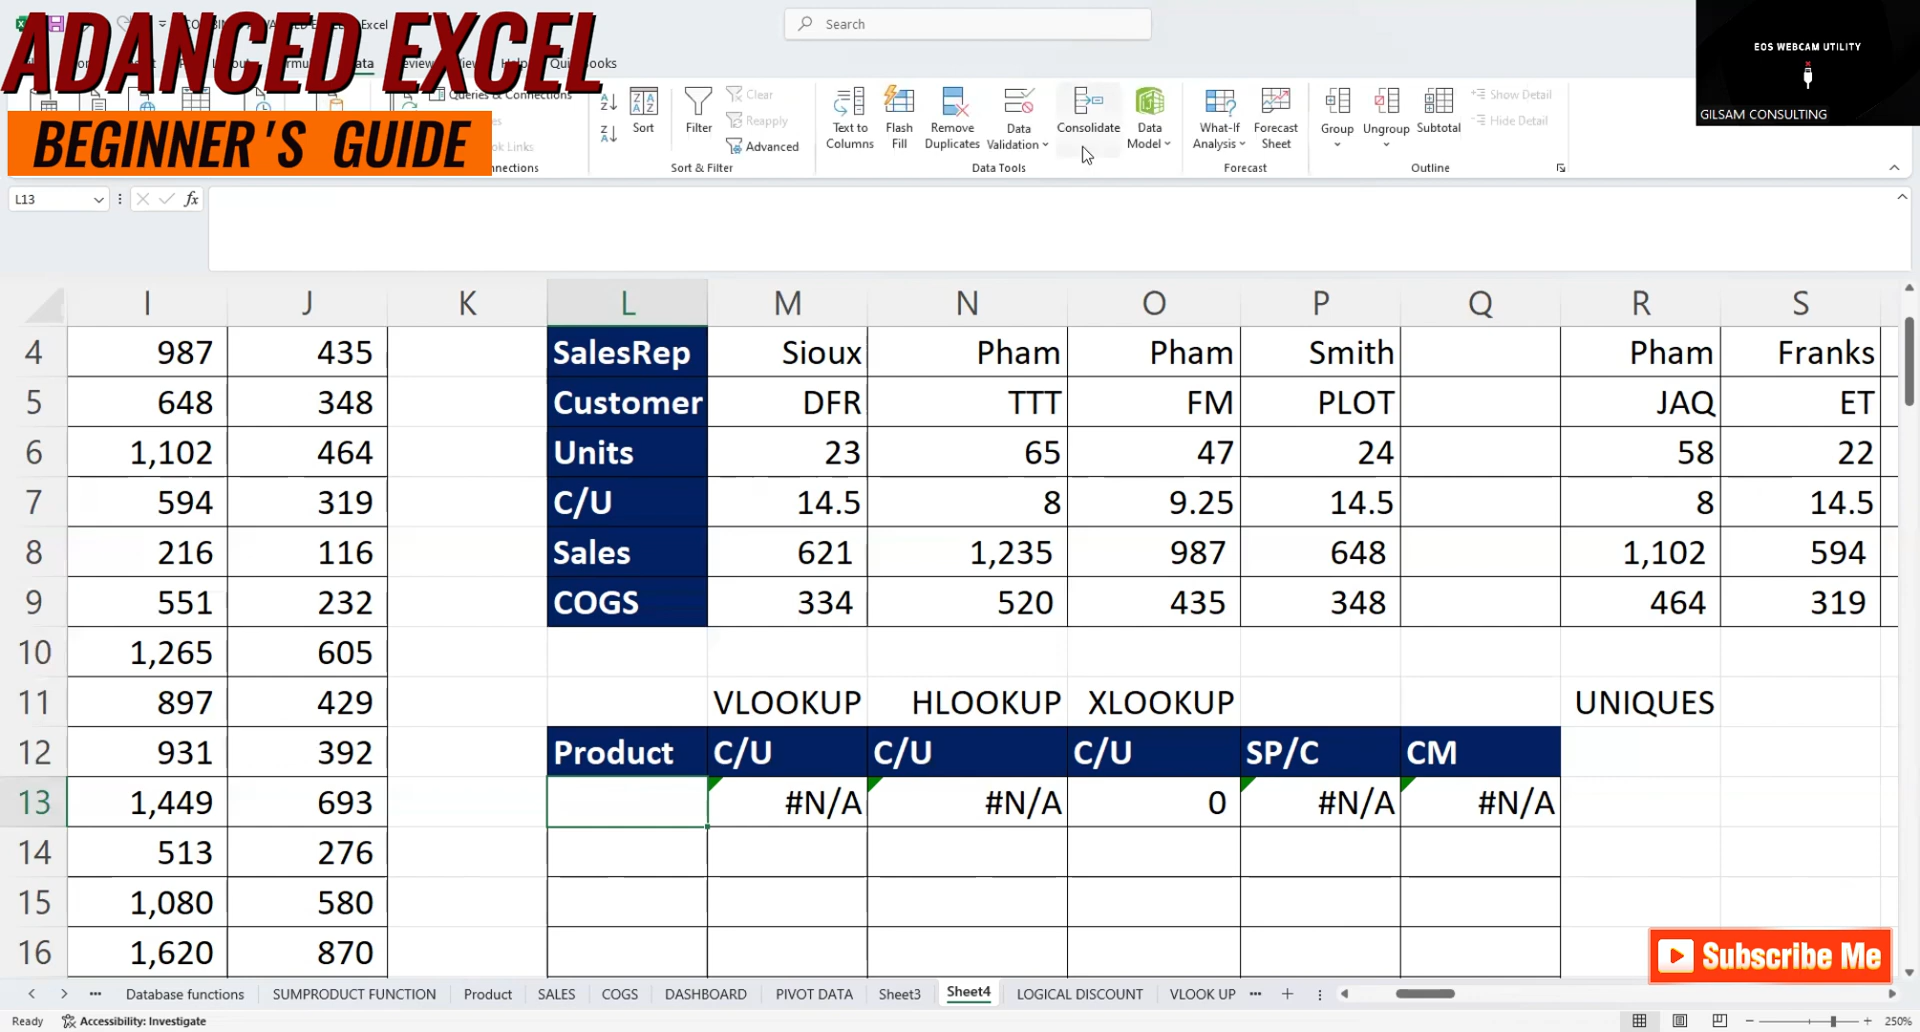 ADANCED EXCEL
BEGINNER'S GUIDE
Excel
Search
EOS WEBCAM UTILITY
GILSAM CONSULTING
Queries & Connections
Sort
Filter
Clear
Reapply
Advanced
Sort & Filter
Text to Columns
Flash Fill
Remove Duplicates
Data Validation
Consolidate
Data Model
Data Tools
What-If Analysis
Forecast Sheet
Forecast
Group
Ungroup
Subtotal
Show Detail
Hide Detail
Outline
L13
fx
I J K L M N O P Q R S
4 987 435 SalesRep Sioux Pham Pham Smith Pham Franks
5 648 348 Customer DFR TTT FM PLOT JAQ ET
6 1,102 464 Units 23 65 47 24 58 22
7 594 319 C/U 14.5 8 9.25 14.5 8 14.5
8 216 116 Sales 621 1,235 987 648 1,102 594
9 551 232 COGS 334 520 435 348 464 319
10 1,265 605
11 897 429 VLOOKUP HLOOKUP XLOOKUP UNIQUES
12 931 392 Product C/U C/U C/U SP/C CM
13 1,449 693 #N/A #N/A 0 #N/A #N/A
14 513 276
15 1,080 580
16 1,620 870
Subscribe Me
Database functions SUMPRODUCT FUNCTION Product SALES COGS DASHBOARD PIVOT DATA Sheet3 Sheet4 LOGICAL DISCOUNT VLOOK UP
Ready Accessibility: Investigate 250%